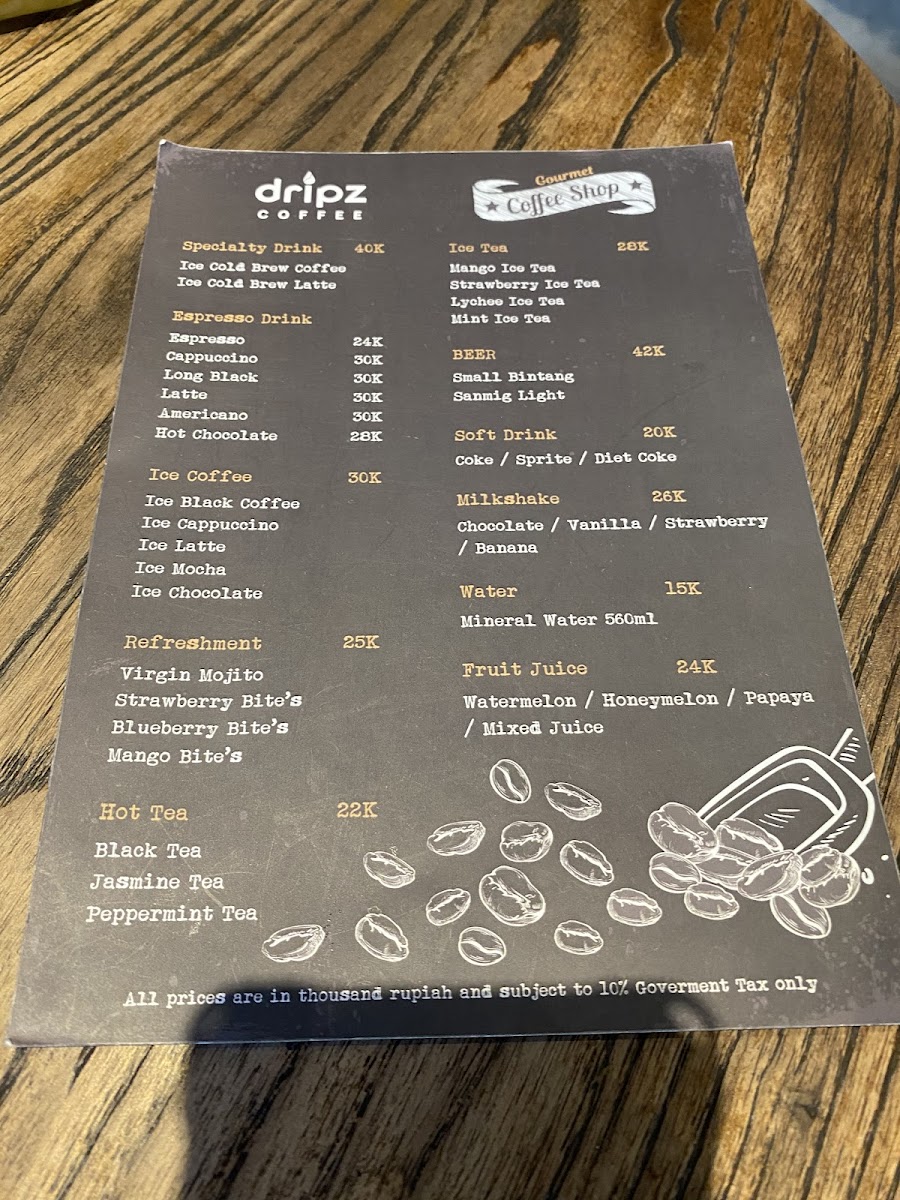 dripz
COFFEE
Specialty Drink 40K
Ice Cold Brew Coffee
Ice Cold Brew Latte
Espresso Drink
Espresso 24K
Cappuccino 30K
Long Black 30K
Latte 30K
Americano 30K
Hot Chocolate 28K
Ice Coffee 30K
Ice Black Coffee
Ice Cappuccino
Ice Latte
Ice Mocha
Ice Chocolate
Refreshment 25K
Virgin Mojito
Strawberry Bite's
Blueberry Bite's
Mango Bite's
Hot Tea 22K
Black Tea
Jasmine Tea
Peppermint Tea
Gourmet
Coffee Shop
Ice Tea 28K
Mango Ice Tea
Strawberry Ice Tea
Lychee Ice Tea
Mint Ice Tea
BEER 42K
Small Bintang
Sanmig Light
Soft Drink 20K
Coke / Sprite / Diet Coke
Milkshake 26K
Chocolate / Vanilla / Strawberry
/ Banana
Water 15K
Mineral Water 560ml
Fruit Juice 24K
Watermelon / Honeymelon / Papaya
/ Mixed Juice
All prices are in thousand rupiah and subject to 10% Goverment Tax only